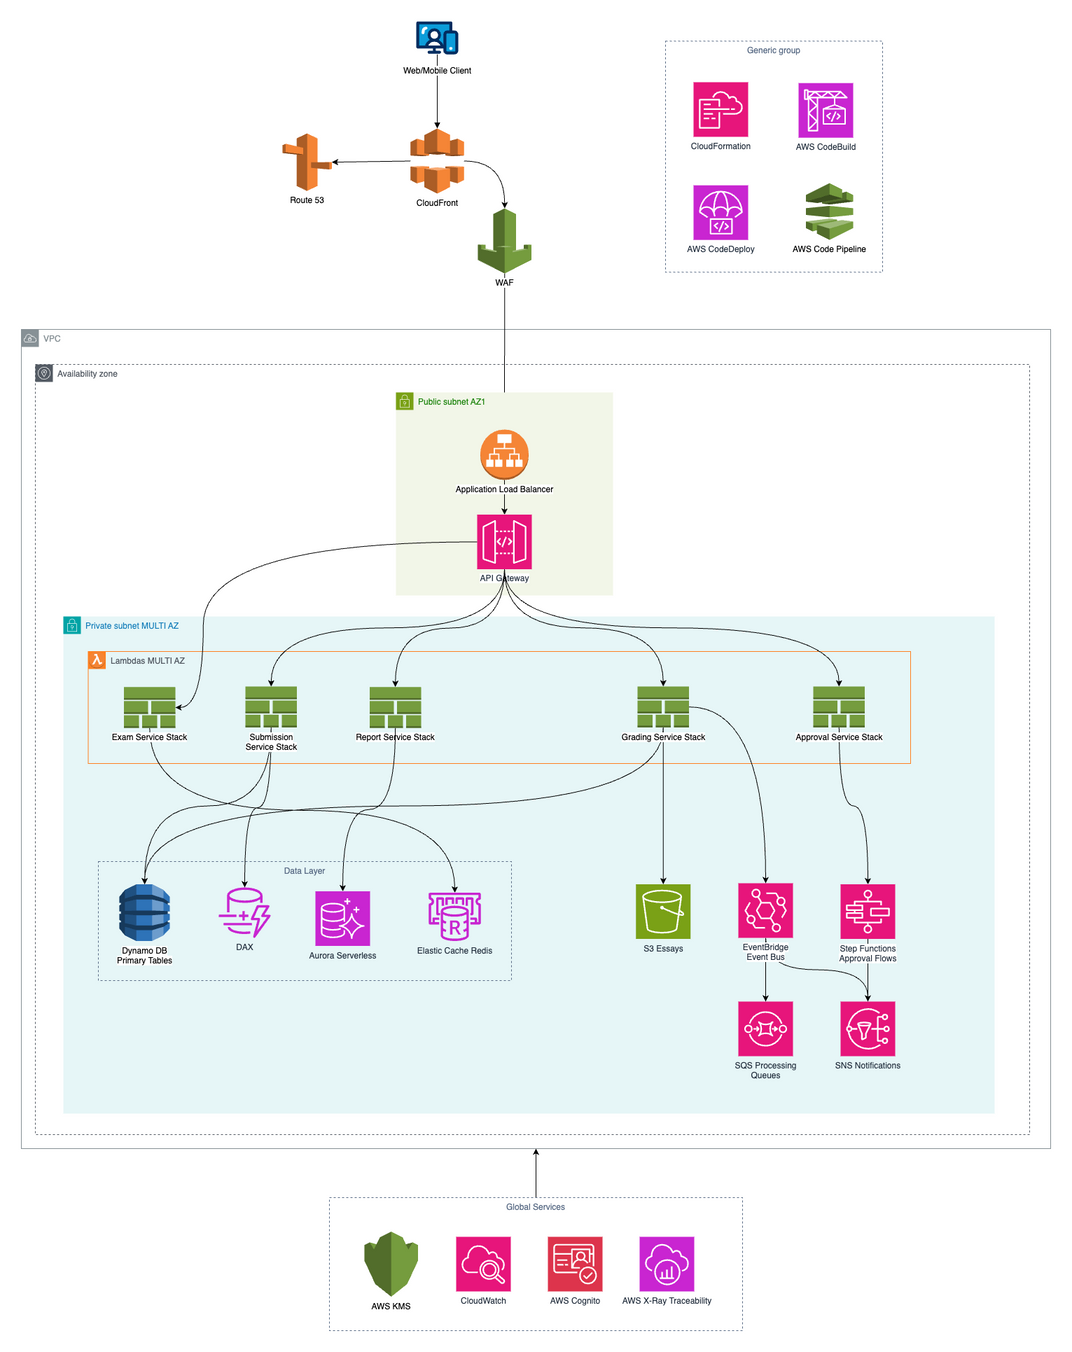 Web/Mobile Client
Generic group
CloudFormation
AWS CodeBuild
Route 53
CloudFront
AWS CodeDeploy
AWS Code Pipeline
WAF
VPC
Availability zone
Public subnet AZ1
Application Load Balancer
API Gateway
Private subnet MULTI AZ
Lambdas MULTI AZ
Exam Service Stack
Submission
Service Stack
Report Service Stack
Grading Service Stack
Approval Service Stack
Data Layer
Dynamo DB
Primary Tables
DAX
Aurora Serverless
Elastic Cache Redis
S3 Essays
EventBridge
Event Bus
Step Functions
Approval Flows
SQS Processing
Queues
SNS Notifications
Global Services
AWS KMS
CloudWatch
AWS Cognito
AWS X-Ray Traceability